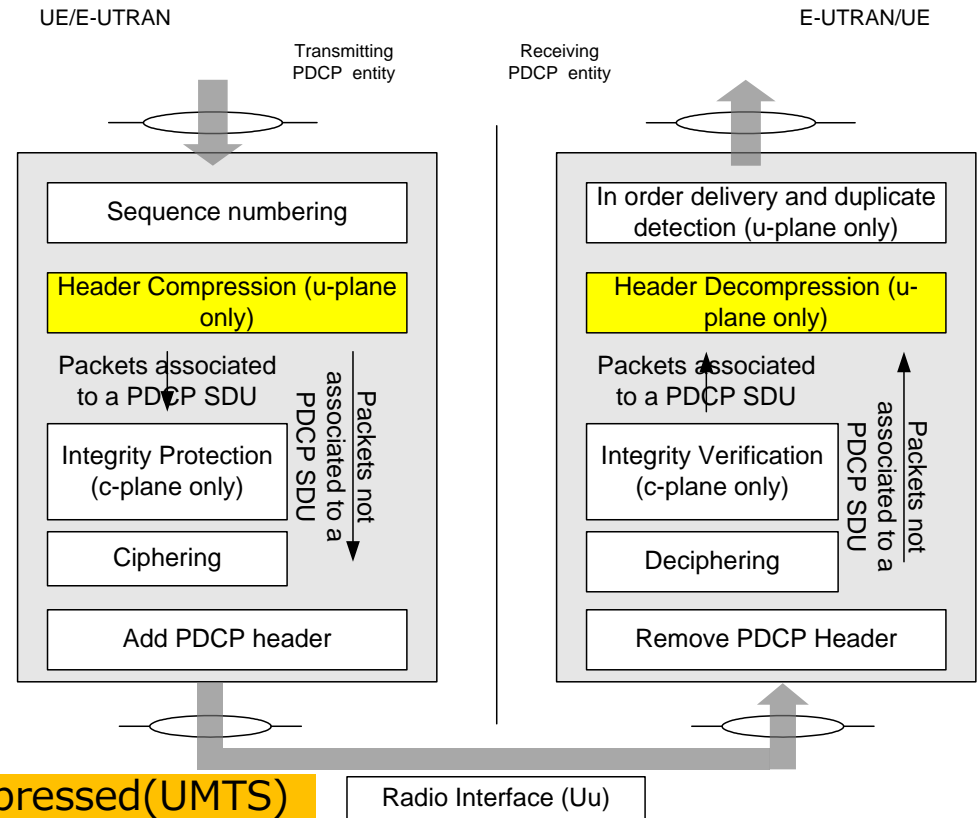 UE/E-UTRAN
E-UTRAN/UE
Transmitting
PDCP entity
Receiving
PDCP entity
Sequence numbering
Header Compression (u-plane
only)
Packets associated
to a PDCP SDU
Packets not
associated to a
PDCP SDU
Integrity Protection
(c-plane only)
Ciphering
Add PDCP header
In order delivery and duplicate
detection (u-plane only)
Header Decompression (u-
plane only)
Packets associated
to a PDCP SDU
Packets not
associated to a
PDCP SDU
Integrity Verification
(c-plane only)
Deciphering
Remove PDCP Header
pressed(UMTS)
Radio Interface (Uu)